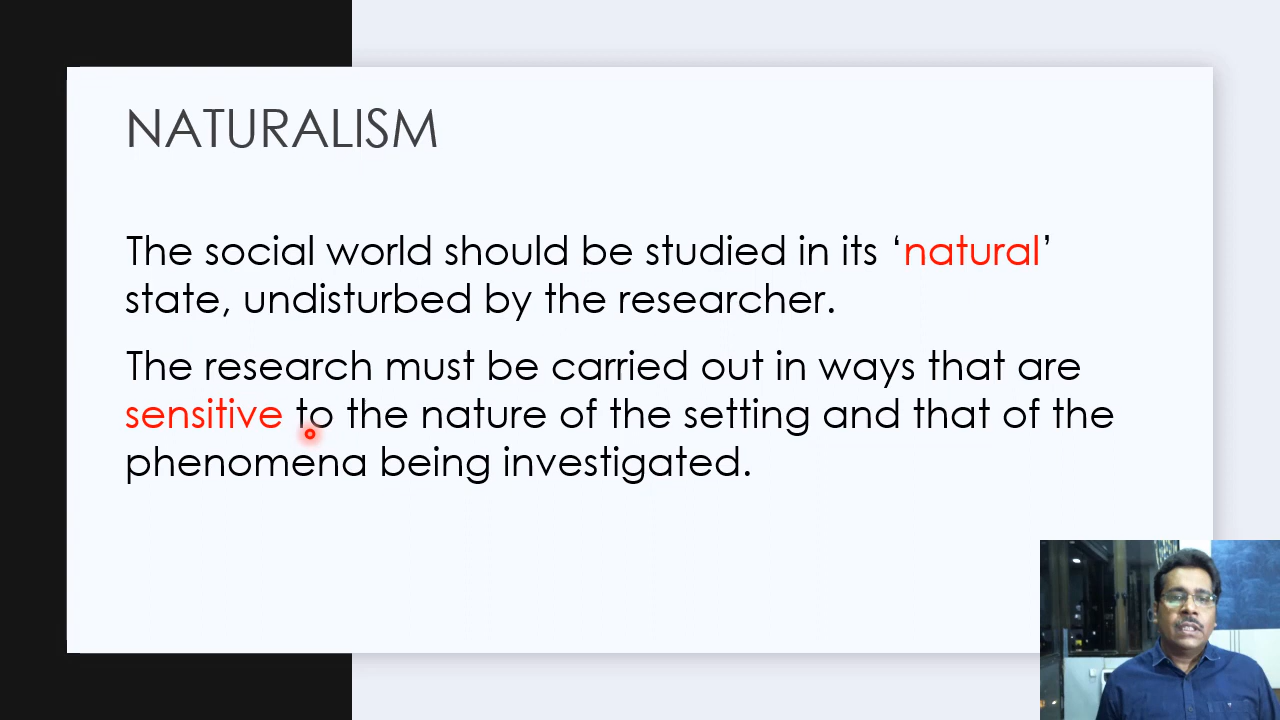 NATURALISM
The social world should be studied in its ‘natural’
state, undisturbed by the researcher.
The research must be carried out in ways that are
sensitive to the nature of the setting and that of the
phenomena being investigated.